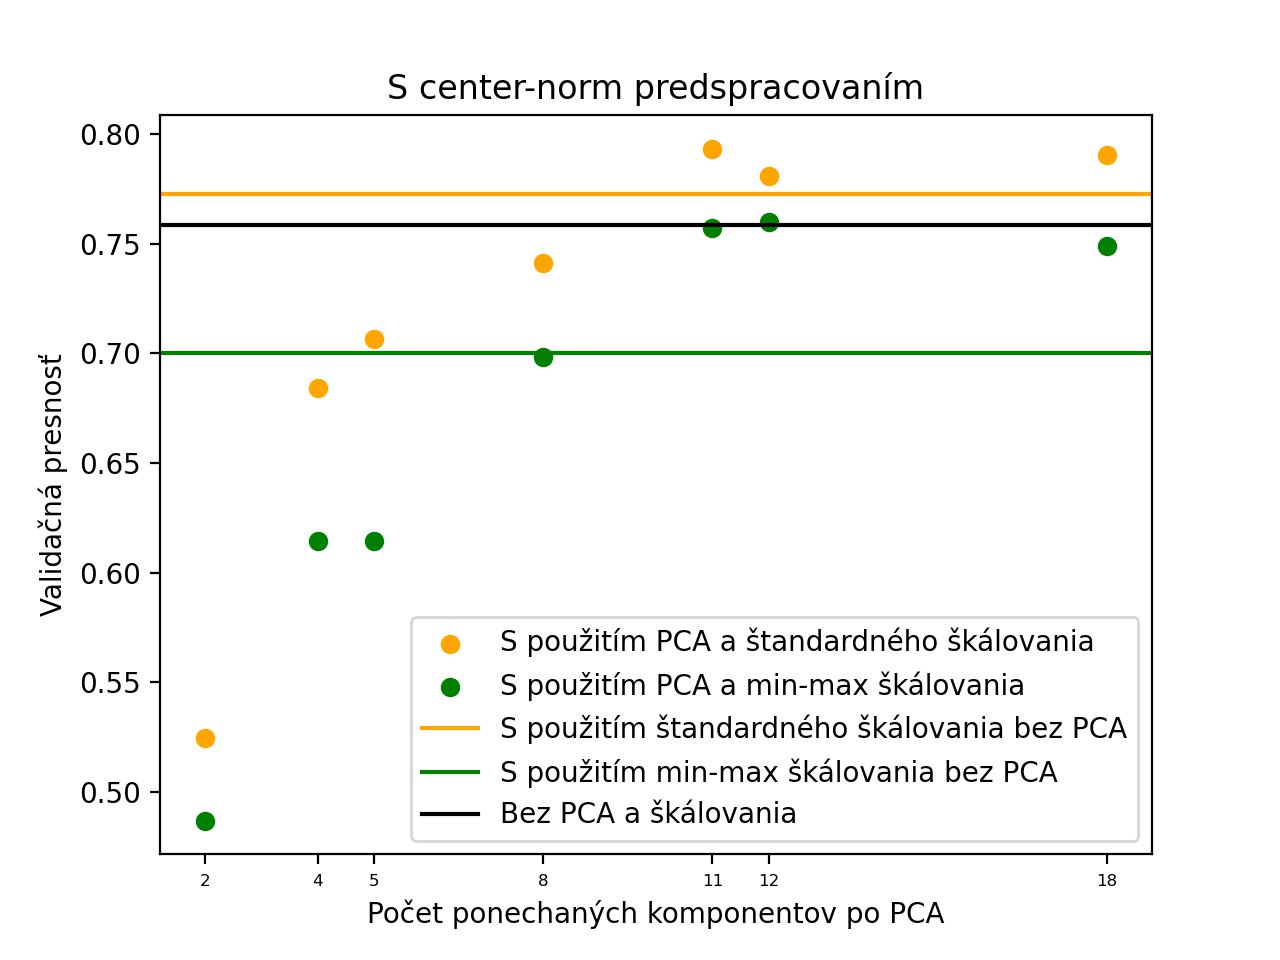 S center-norm predspracovaním
0.80
0.75
0.70
0.65
0.60
0.55
0.50
Validačná presnosť
S použitím PCA a štandardného škálovania
S použitím PCA a min-max škálovania
S použitím štandardného škálovania bez PCA
S použitím min-max škálovania bez PCA
Bez PCA a škálovania
2 4 5 8 11 12 18
Počet ponechaných komponentov po PCA